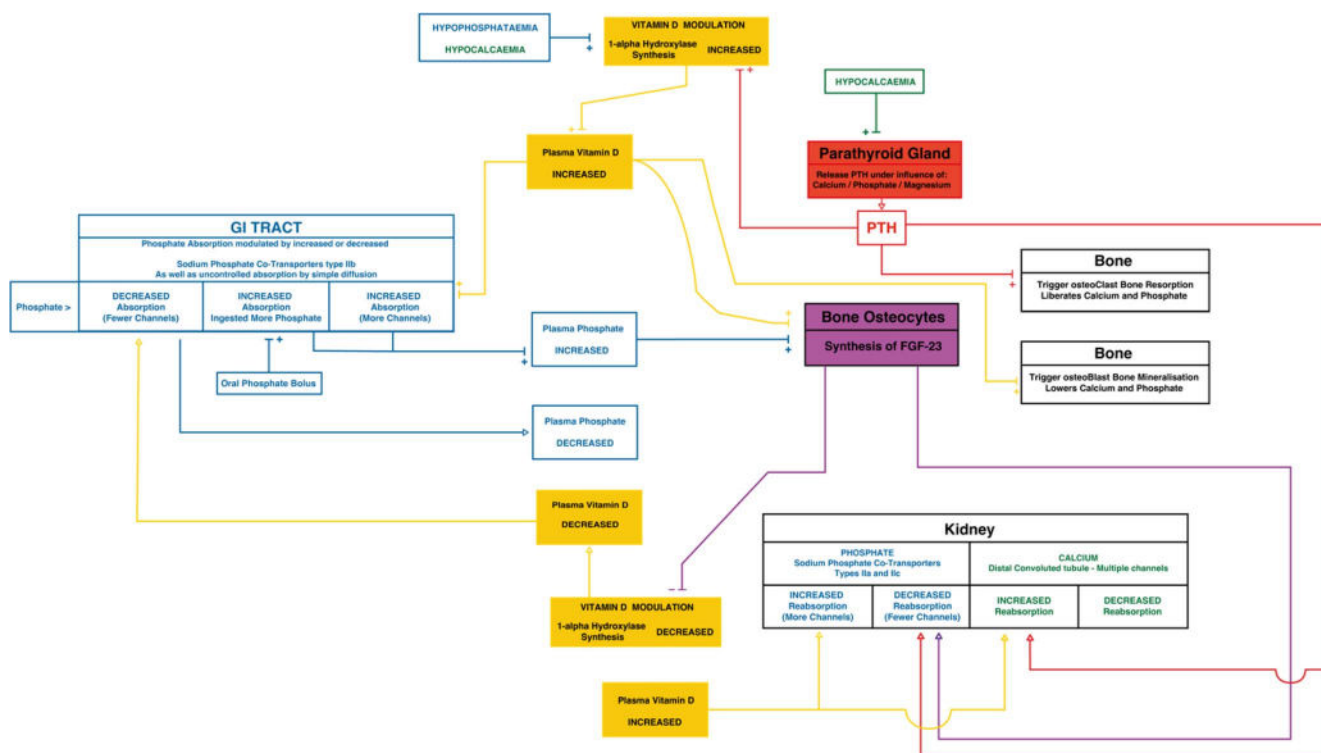 HYPOPHOSPHATAEMIA
HYPOCALCAEMIA
+
VITAMIN D MODULATION
1-alpha Hydroxylase
Synthesis
INCREASED
+
HYPOCALCAEMIA
+
+
Plasma Vitamin D
INCREASED
Parathyroid Gland
Release PTH under influence of:
Calcium / Phosphate / Magnesium
PTH
GI TRACT
Phosphate Absorption modulated by increased or decreased
Sodium Phosphate Co-Transporters type IIb
As well as uncontrolled absorption by simple diffusion
+
Phosphate >
DECREASED
Absorption
(Fewer Channels)
INCREASED
Absorption
Ingested More Phosphate
INCREASED
Absorption
(More Channels)
+
Oral Phosphate Bolus
+
Plasma Phosphate
INCREASED
+
+
Bone Osteocytes
Synthesis of FGF-23
+
Bone
Trigger osteoClast Bone Resorption
Liberates Calcium and Phosphate
+
Bone
Trigger osteoBlast Bone Mineralisation
Lowers Calcium and Phosphate
Plasma Phosphate
DECREASED
Plasma Vitamin D
DECREASED
-
VITAMIN D MODULATION
1-alpha Hydroxylase
Synthesis
DECREASED
Kidney
PHOSPHATE
Sodium Phosphate Co-Transporters
Types IIa and IIc
CALCIUM
Distal Convoluted tubule - Multiple channels
INCREASED
Reabsorption
(More Channels)
DECREASED
Reabsorption
(Fewer Channels)
INCREASED
Reabsorption
DECREASED
Reabsorption
Plasma Vitamin D
INCREASED